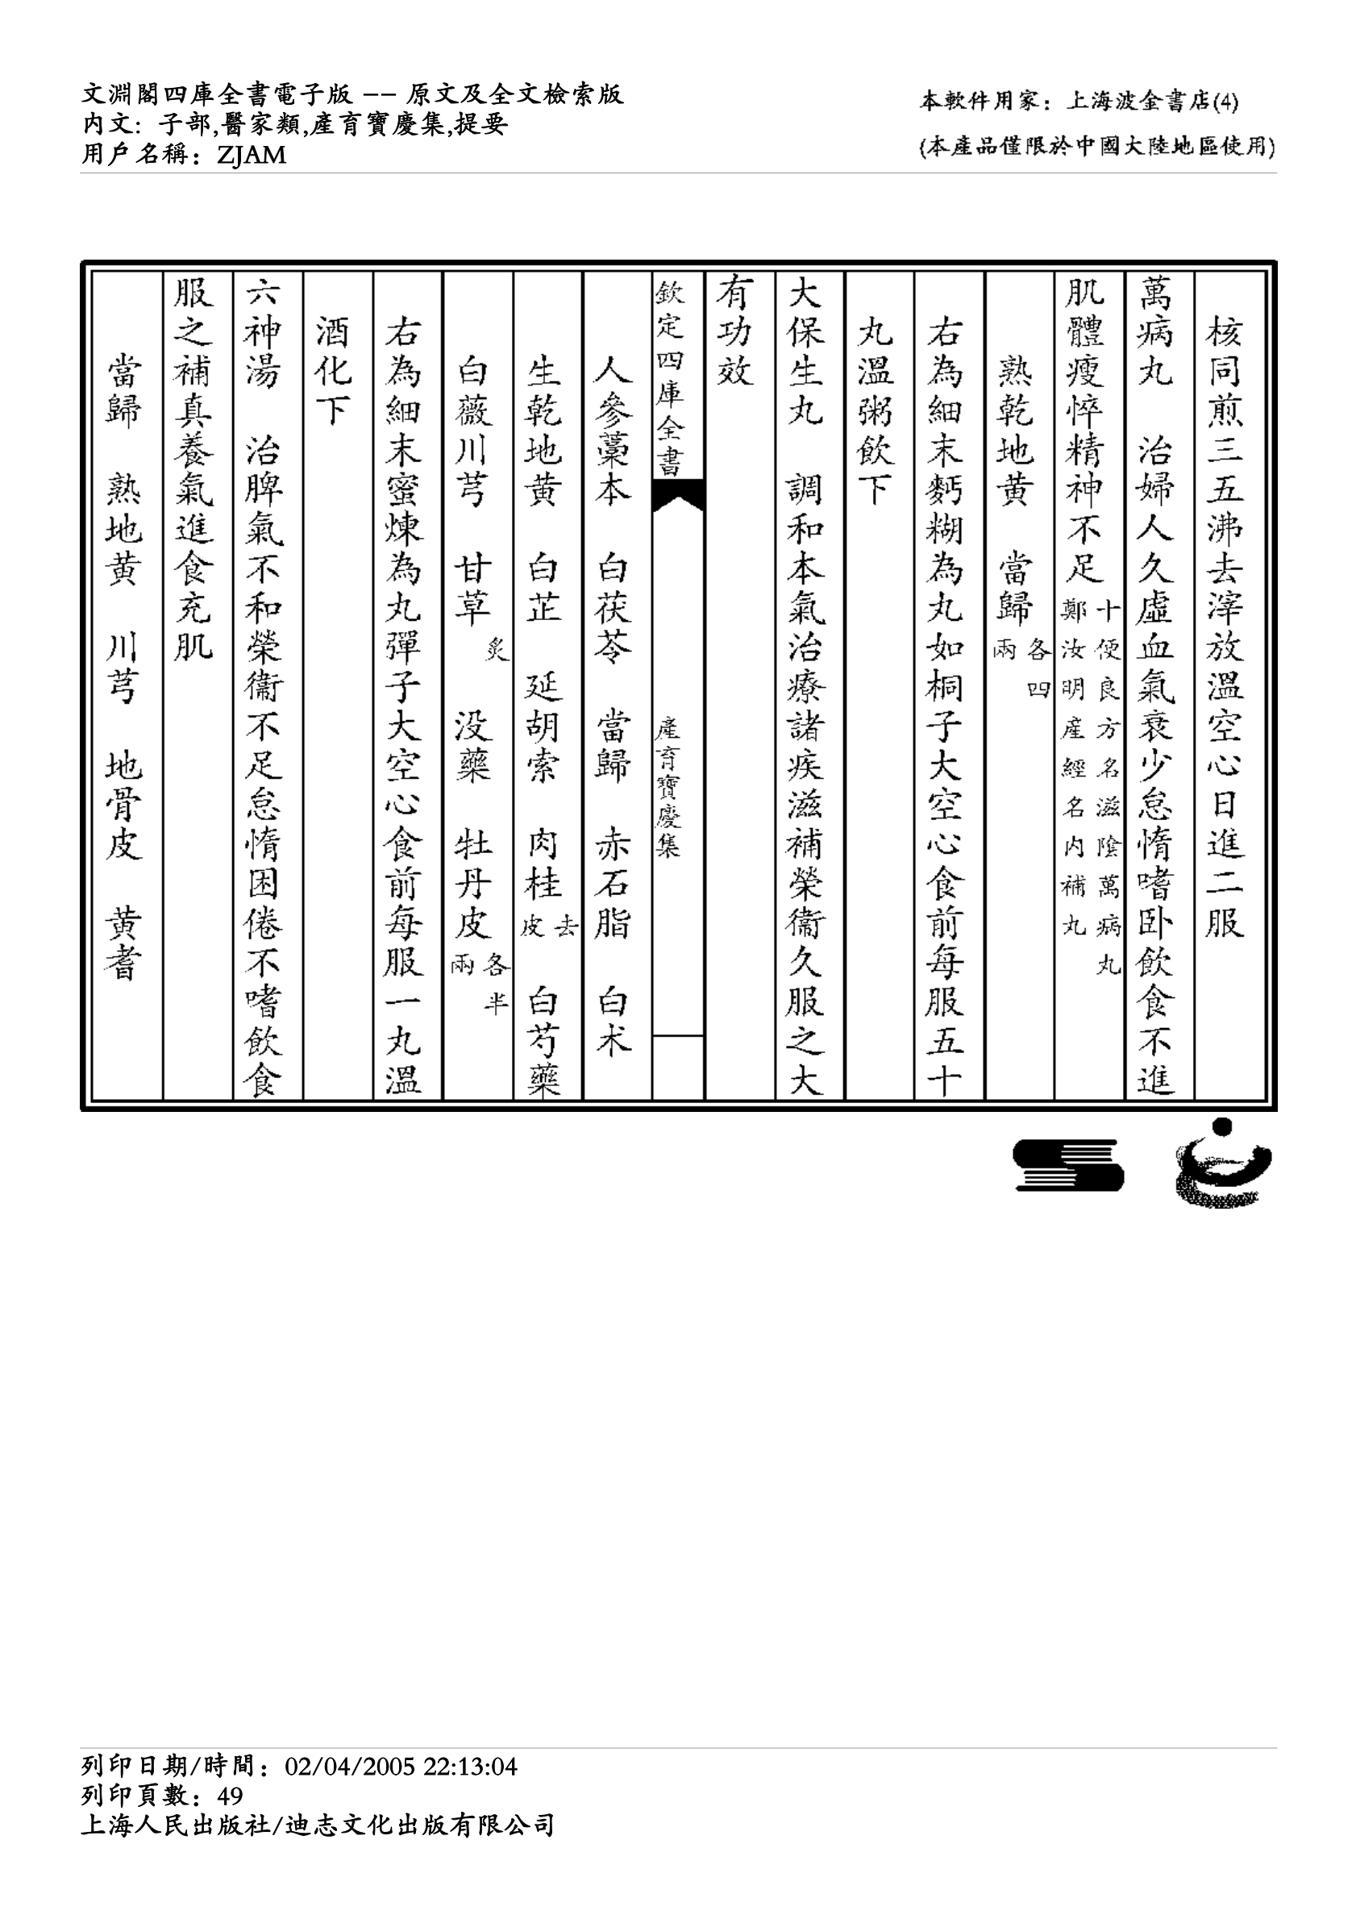 文淵閣四庫全書電子版 -- 原文及全文檢索版
内文: 子部,醫家類,產育寶慶集,提要
用戶名稱: ZJAM
本軟件用家: 上海波金書店(4)
(本產品僅限於中國大陸地區使用)
核同煎三五沸去滓放溫空心日進二服
萬病丸 治婦人久虛血氣衰少怠惰嗜卧飲食不進
肌體瘦悴精神不足十便良方名滋陰萬病丸鄭汝明產經名内補丸
熟乾地黄 當歸各四兩
右為細末麪糊為丸如桐子大空心食前每服五十
丸溫粥飲下
大保生丸 調和本氣治療諸疾滋補榮衞久服之大
有功效
欽定四庫全書 產育寶慶集
人參藁本 白茯苓 當歸 赤石脂 白术
生乾地黄 白芷 延胡索 肉桂去皮 白芍藥
白薇川芎 甘草炙 没藥 牡丹皮各半兩
右為細末蜜煉為丸彈子大空心食前每服一丸溫
酒化下
六神湯 治脾氣不和榮衞不足怠惰困倦不嗜飲食
服之補真養氣進食充肌
當歸 熟地黄 川芎 地骨皮 黄耆
列印日期/時間: 02/04/2005 22:13:04
列印頁數: 49
上海人民出版社/迪志文化出版有限公司